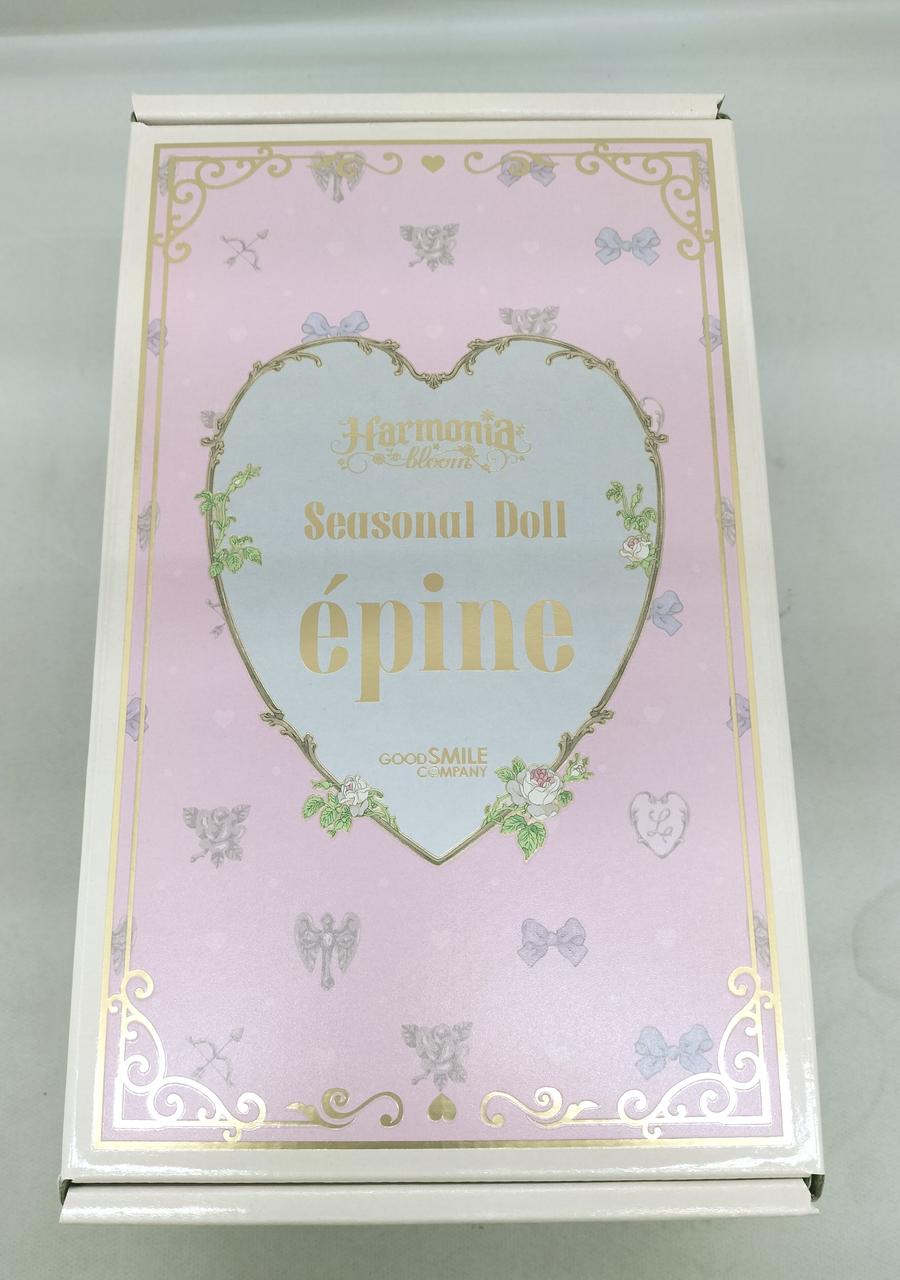 Harmonia
bloom
Seasonal Doll
épine
GOOD SMILE
COMPANY
L